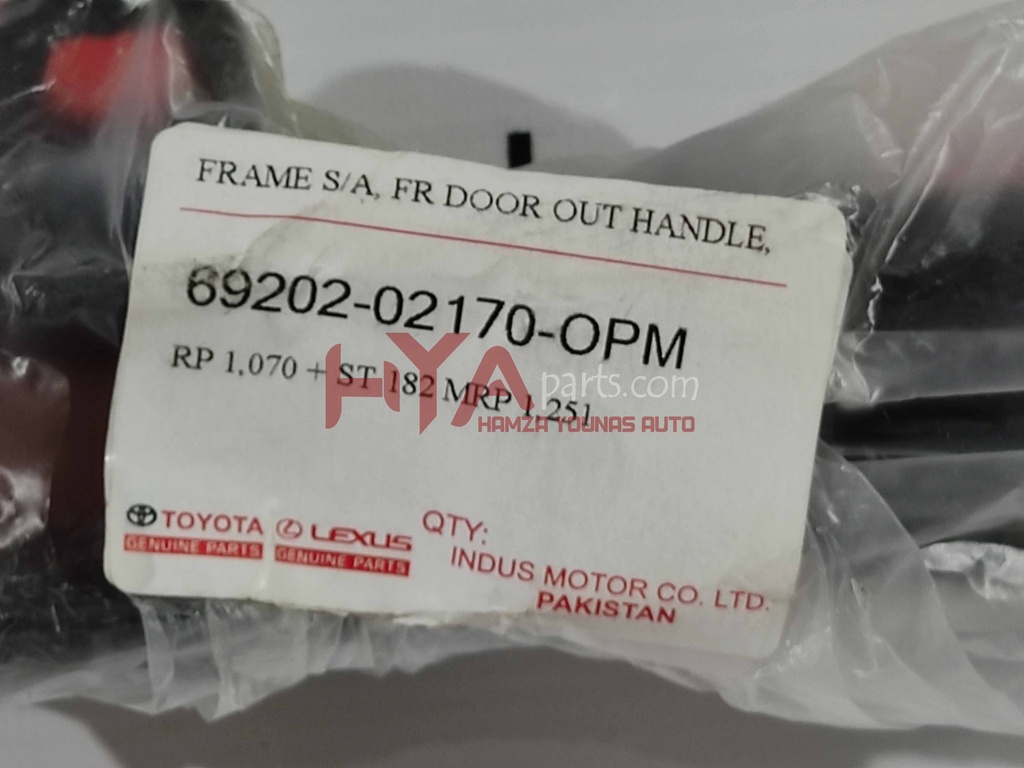 FRAME S/A, FR DOOR OUT HANDLE,
69202-02170-OPM
RP 1,070 + ST 182 MRP 1,251
HYAparts.com
HAMZA YOUNAS AUTO
TOYOTA
GENUINE PARTS
LEXUS
GENUINE PARTS
QTY:
INDUS MOTOR CO. LTD.
PAKISTAN